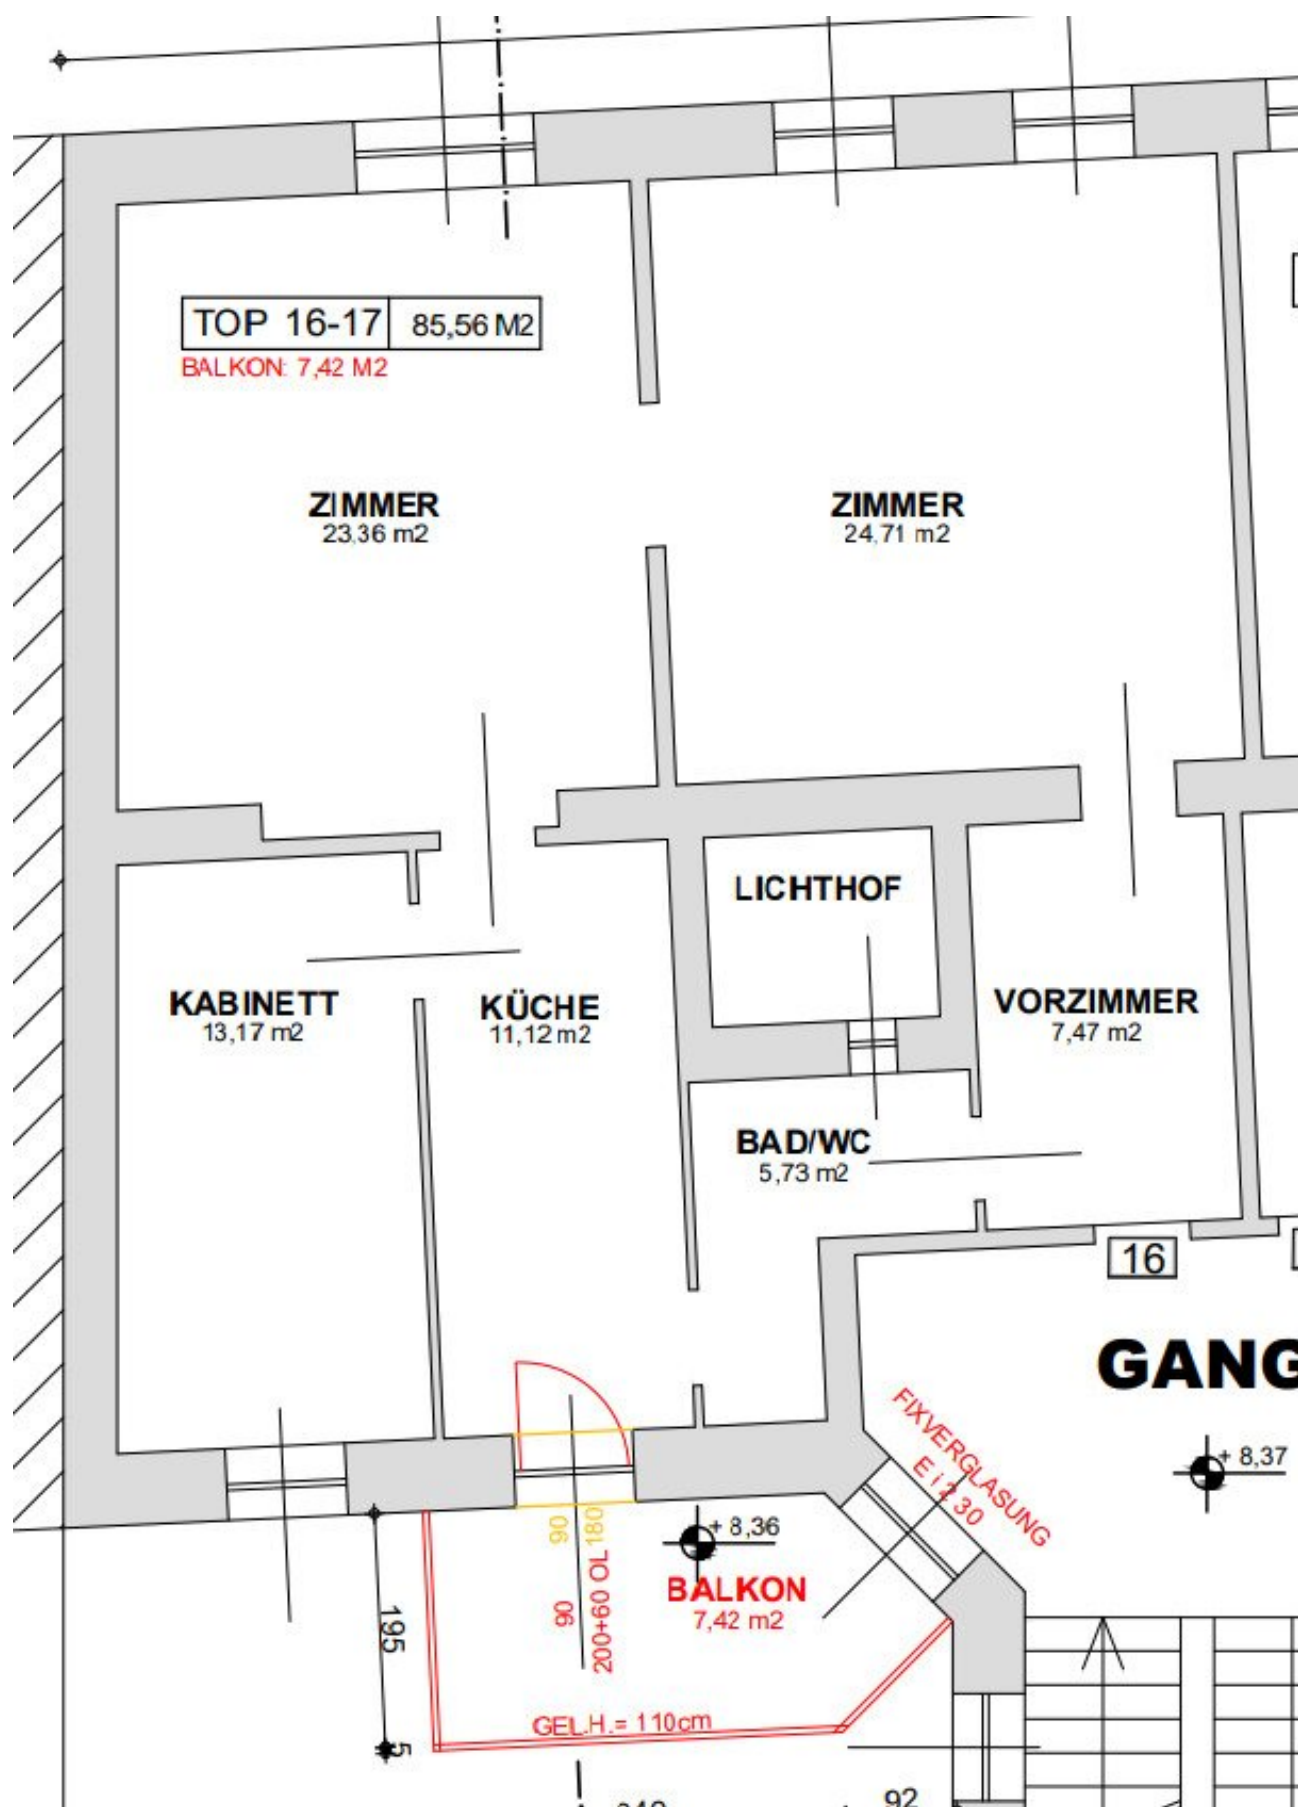 TOP 16-17 85,56 M2
BALKON: 7,42 M2
ZIMMER
23,36 m2
ZIMMER
24,71 m2
LICHTHOF
KABINETT
13,17 m2
KÜCHE
11,12 m2
VORZIMMER
7,47 m2
BAD/WC
5,73 m2
16
GANG
FIXVERGLASUNG
E i 2 30
+ 8,37
+ 8,36
90
180
90
200+60 OL
BALKON
7,42 m2
195
5
GEL.H.= 110cm
92